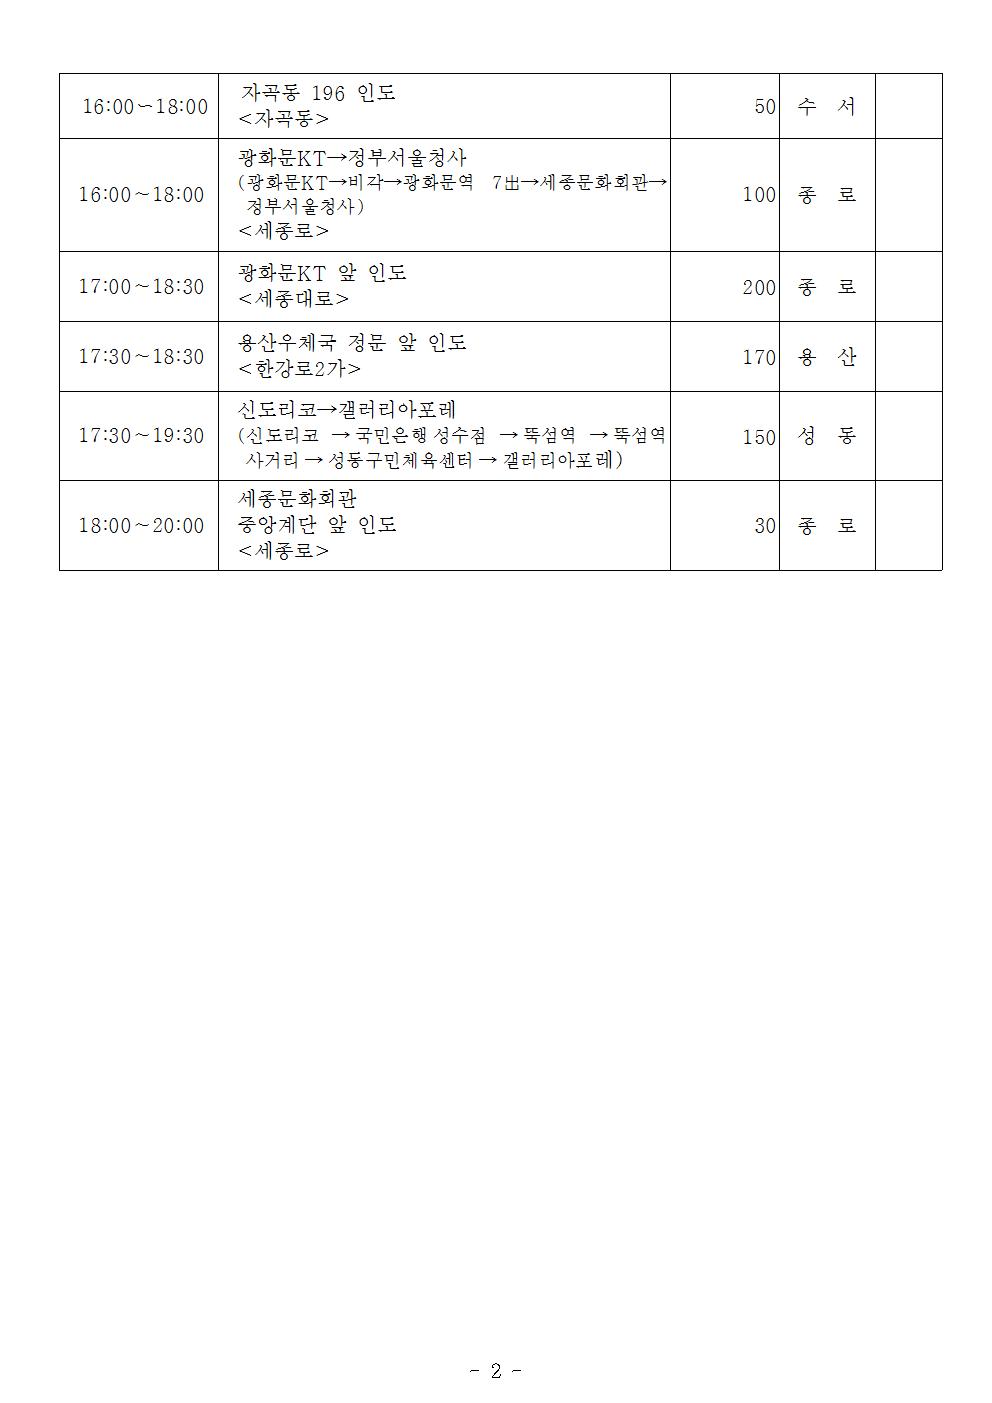 16:00~18:00
자곡동 196 인도
<자곡동>
50
수 서
16:00~18:00
광화문KT→정부서울청사
(광화문KT→비각→광화문역 7出→세종문화회관→
정부서울청사)
<세종로>
100
종 로
17:00~18:30
광화문KT 앞 인도
<세종대로>
200
종 로
17:30~18:30
용산우체국 정문 앞 인도
<한강로2가>
170
용 산
17:30~19:30
신도리코→갤러리아포레
(신도리코 →국민은행 성수점 →뚝섬역 →뚝섬역
사거리→성동구민체육센터→갤러리아포레)
150
성 동
18:00~20:00
세종문화회관
중앙계단 앞 인도
<세종로>
30
종 로
- 2 -